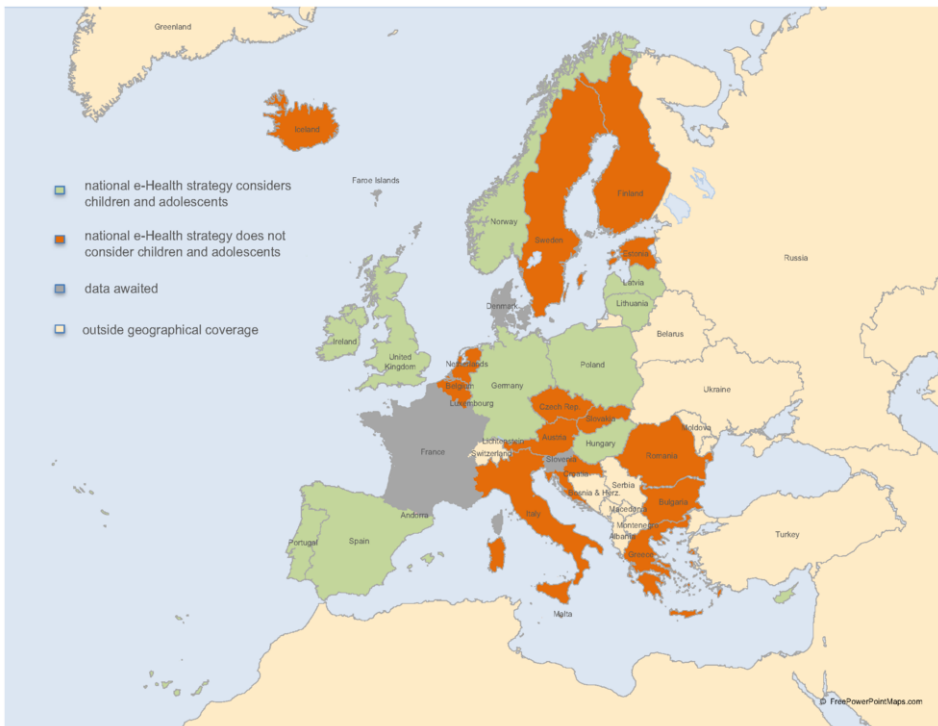 Greenland
Iceland
national e-Health strategy considers
children and adolescents
Faroe Islands
national e-Health strategy does not
consider children and adolescents
data awaited
outside geographical coverage
Norway
Sweden
Finland
Russia
Estonia
Latvia
Lithuania
Denmark
Belarus
Ireland
United
Kingdom
Netherlands
Belgium
Luxembourg
Germany
Poland
Ukraine
Czech Rep.
Slovakia
Moldova
France
Lichtenstein
Switzerland
Austria
Hungary
Slovenia
Croatia
Romania
Bosnia & Herz.
Serbia
Bulgaria
Andorra
Italy
Macedonia
Montenegro
Albania
Greece
Turkey
Portugal
Spain
Malta
© FreePowerPointMaps.com